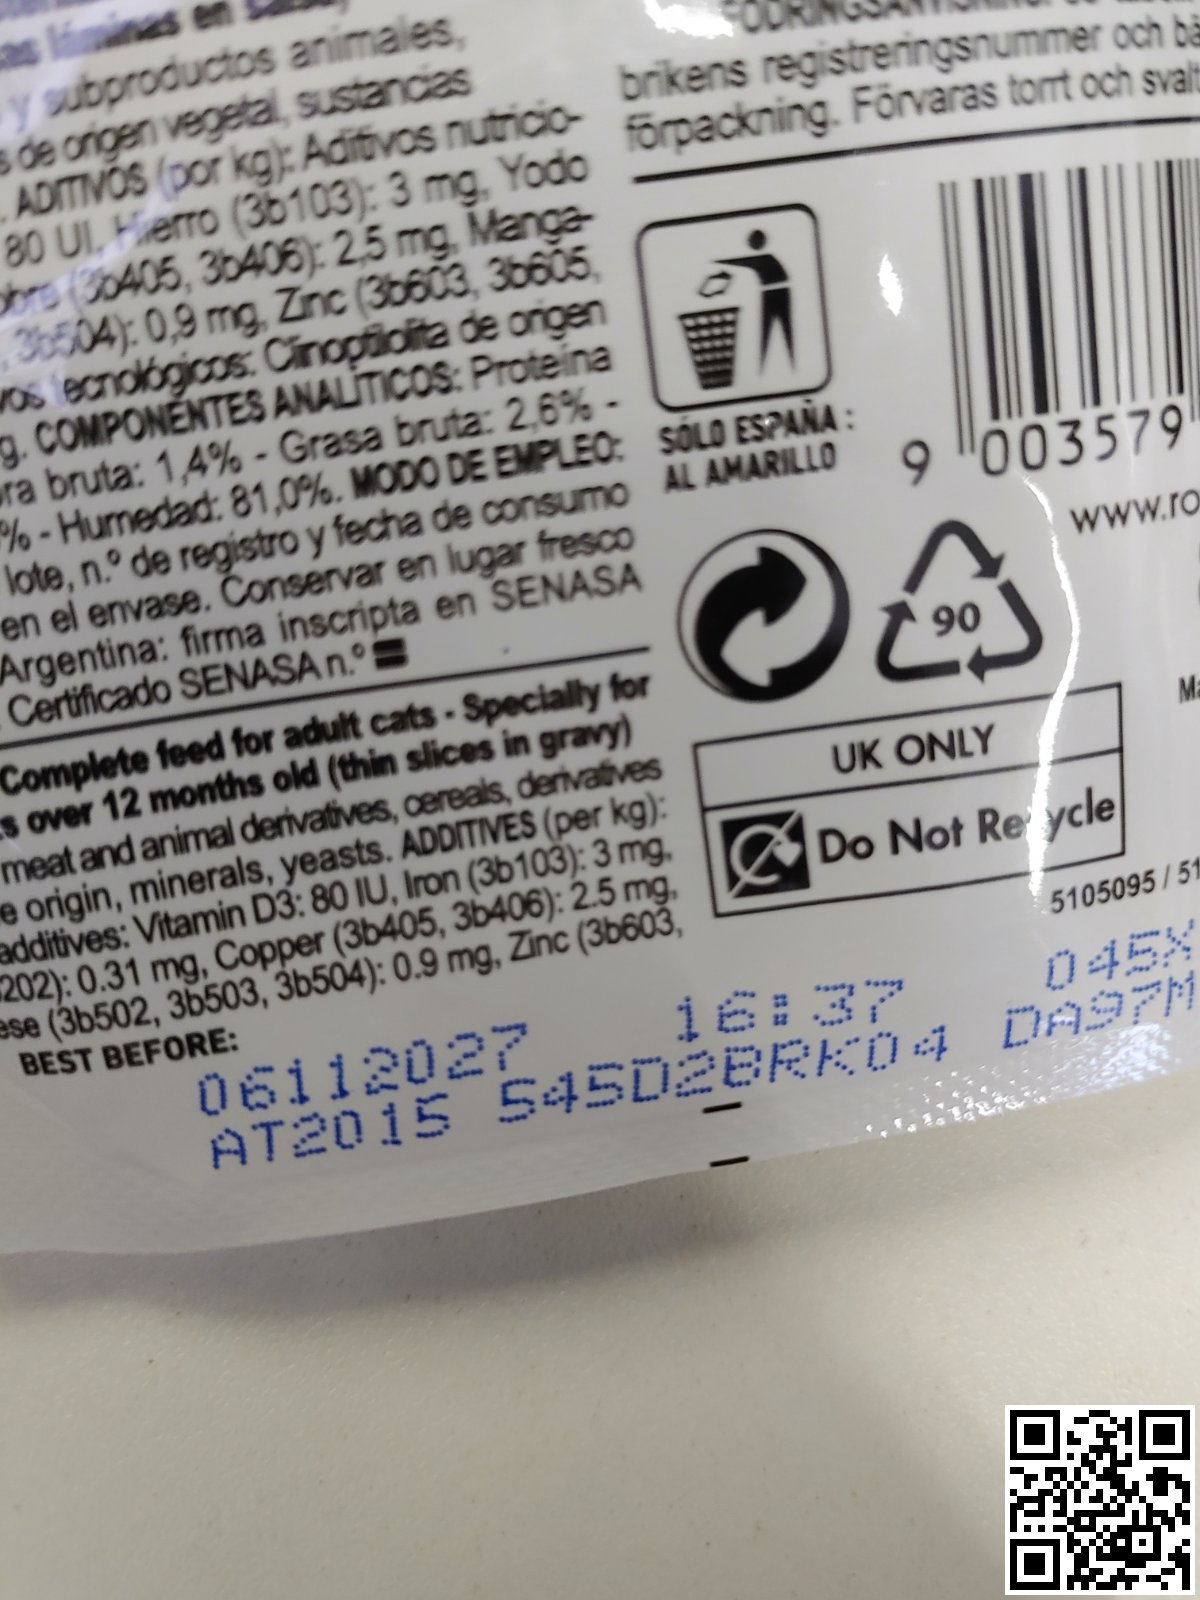 y subproductos animales,
de origen vegetal, sustancias
ADITIVOS (por kg): Aditivos nutricio-
80 UI, Hierro (3b103): 3 mg, Yodo
(3b405, 3b406): 2,5 mg, Manga-
3b504): 0,9 mg, Zinc (3b603, 3b605,
tecnológicos: Clinoptilolita de origen
COMPONENTES ANALÍTICOS: Proteína
bruta: 1,4% - Grasa bruta: 2,6% -
% - Humedad: 81,0%. MODO DE EMPLEO:
lote, n.º de registro y fecha de consumo
en el envase. Conservar en lugar fresco
Argentina: firma inscripta en SENASA
Certificado SENASA n.º
Complete feed for adult cats - Specially for
over 12 months old (thin slices in gravy)
meat and animal derivatives, cereals, derivatives
origin, minerals, yeasts. ADDITIVES (per kg):
additives: Vitamin D3: 80 IU, Iron (3b103): 3 mg,
202): 0.31 mg, Copper (3b405, 3b406): 2.5 mg,
(3b502, 3b503, 3b504): 0.9 mg, Zinc (3b603,
BEST BEFORE:
brikens registreringsnummer och
förpackning. Förvaras torrt och svalt
SÓLO ESPAÑA :
AL AMARILLO
9 003579
www.ro
90
UK ONLY
Do Not Recycle
5105095 / 51
06112027 16:37 045X
AT2015 545D2BRK04 DA97M